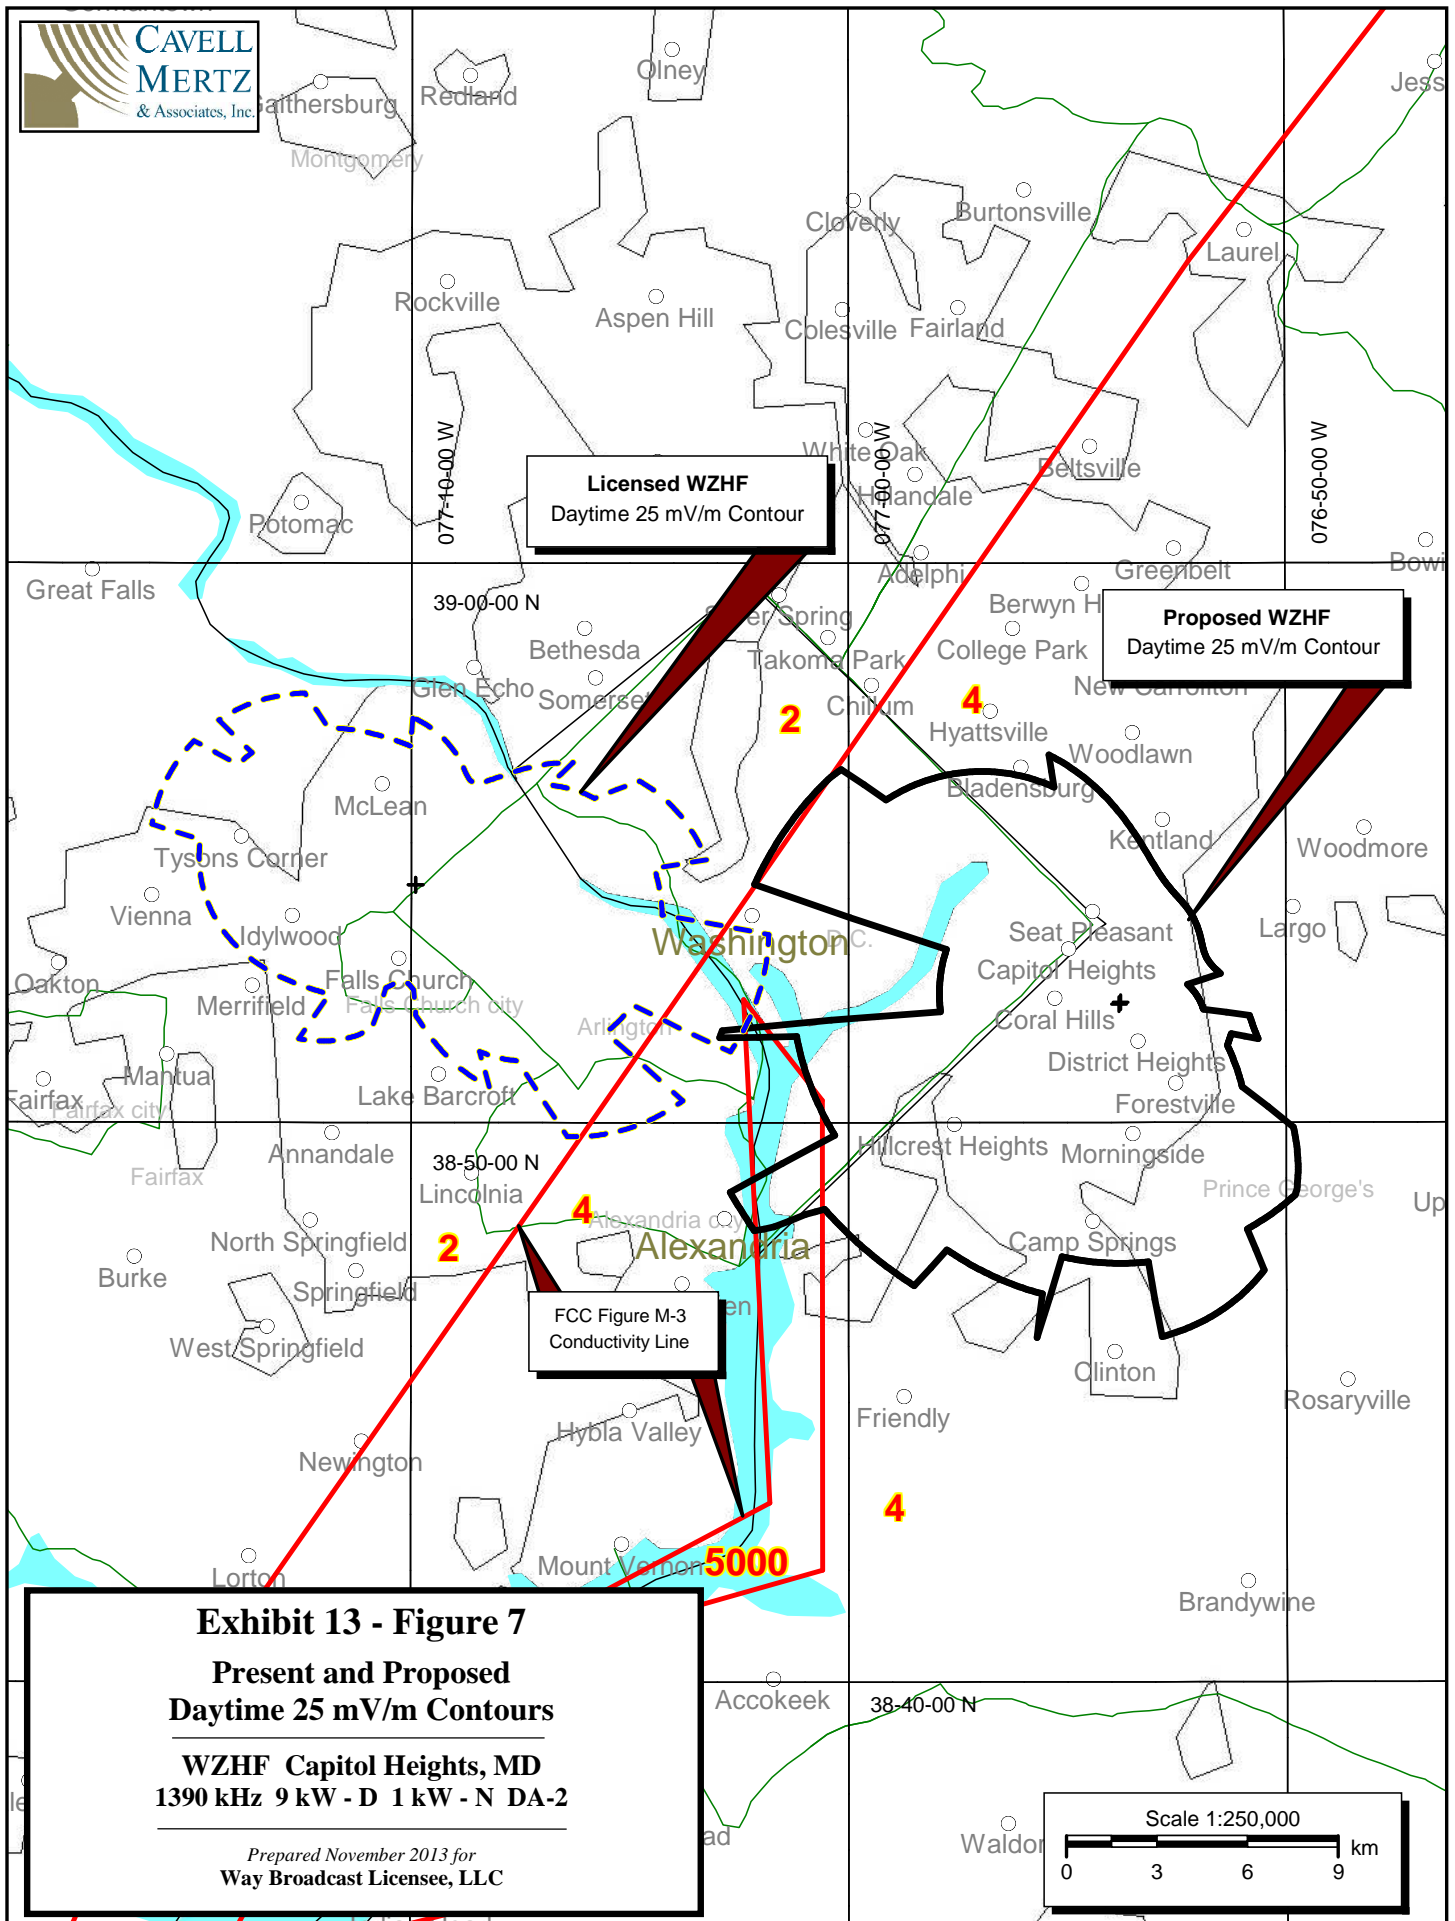 CAVELL
MERTZ
& Associates, Inc.
Olney
Redland
Jess
Gaithersburg
Montgomery
Cloverly
Burtonsville
Laurel
Rockville
Aspen Hill
Colesville
Fairland
077-10-00 W
077-00-00 W
076-50-00 W
White Oak
Beltsville
Hillandale
Licensed WZHF
Daytime 25 mV/m Contour
Potomac
Great Falls
Adelphi
Greenbelt
Bowi
39-00-00 N
Berwyn H
Proposed WZHF
Daytime 25 mV/m Contour
er Spring
Bethesda
Takoma Park
College Park
New Carrollton
Glen Echo
Somerset
Chillum
2
4
Hyattsville
Woodlawn
McLean
Bladensburg
Kentland
Tysons Corner
Woodmore
Vienna
Idylwood
Washington
D.C.
Seat Pleasant
Largo
Oakton
Falls Church
Merrifield
Falls Church city
Capitol Heights
Arlington
Coral Hills
Mantua
District Heights
Fairfax
Fairfax city
Lake Barcroft
Forestville
Annandale
38-50-00 N
Hillcrest Heights
Morningside
Fairfax
Lincolnia
Prince George's
Up
4
Alexandria city
North Springfield
2
Alexandria
Camp Springs
Burke
Springfield
en
FCC Figure M-3
Conductivity Line
West Springfield
Clinton
Rosaryville
Friendly
Hybla Valley
Newington
4
Mount Vernon
5000
Lorton
Brandywine
Exhibit 13 - Figure 7
Present and Proposed
Daytime 25 mV/m Contours
WZHF Capitol Heights, MD
1390 kHz 9 kW - D 1 kW - N DA-2
Prepared November 2013 for
Way Broadcast Licensee, LLC
Accokeek
38-40-00 N
le
ad
Waldor
Scale 1:250,000
km
0 3 6 9